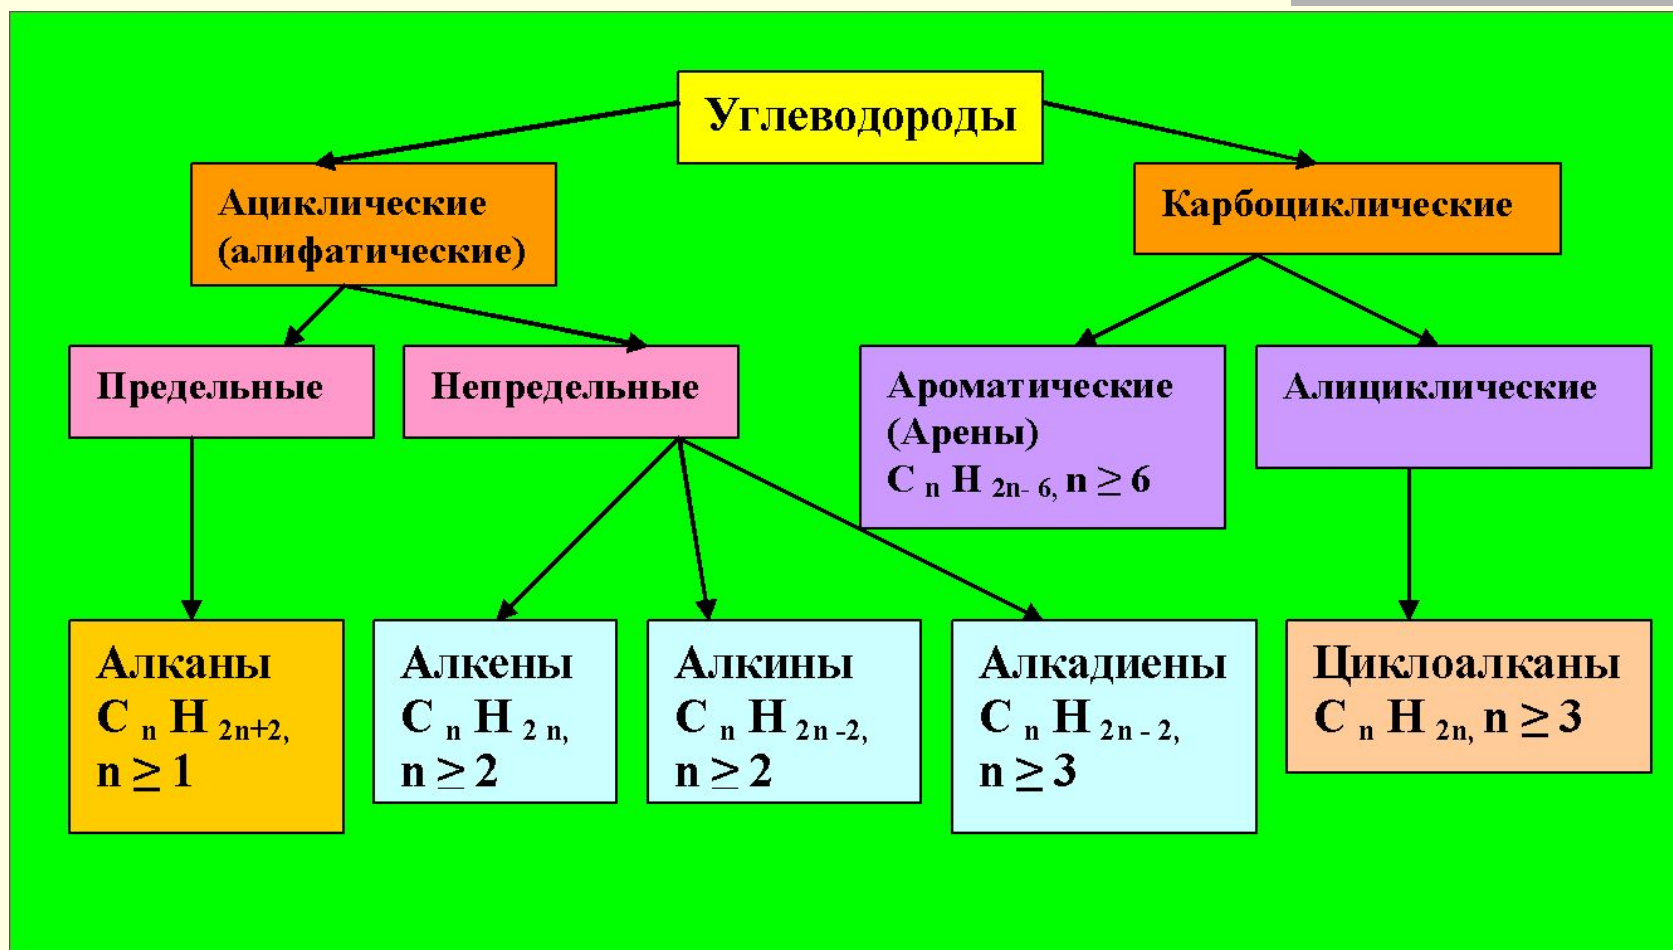 Углеводороды
Ациклические
(алифатические)
Карбоциклические
Предельные
Непредельные
Ароматические
(Арены)
C n H 2n- 6, n ≥ 6
Алициклические
Алканы
C n H 2n+2,
n ≥ 1
Алкены
C n H 2 n,
n ≥ 2
Алкины
C n H 2n -2,
n ≥ 2
Алкадиены
C n H 2n - 2,
n ≥ 3
Циклоалканы
C n H 2n, n ≥ 3